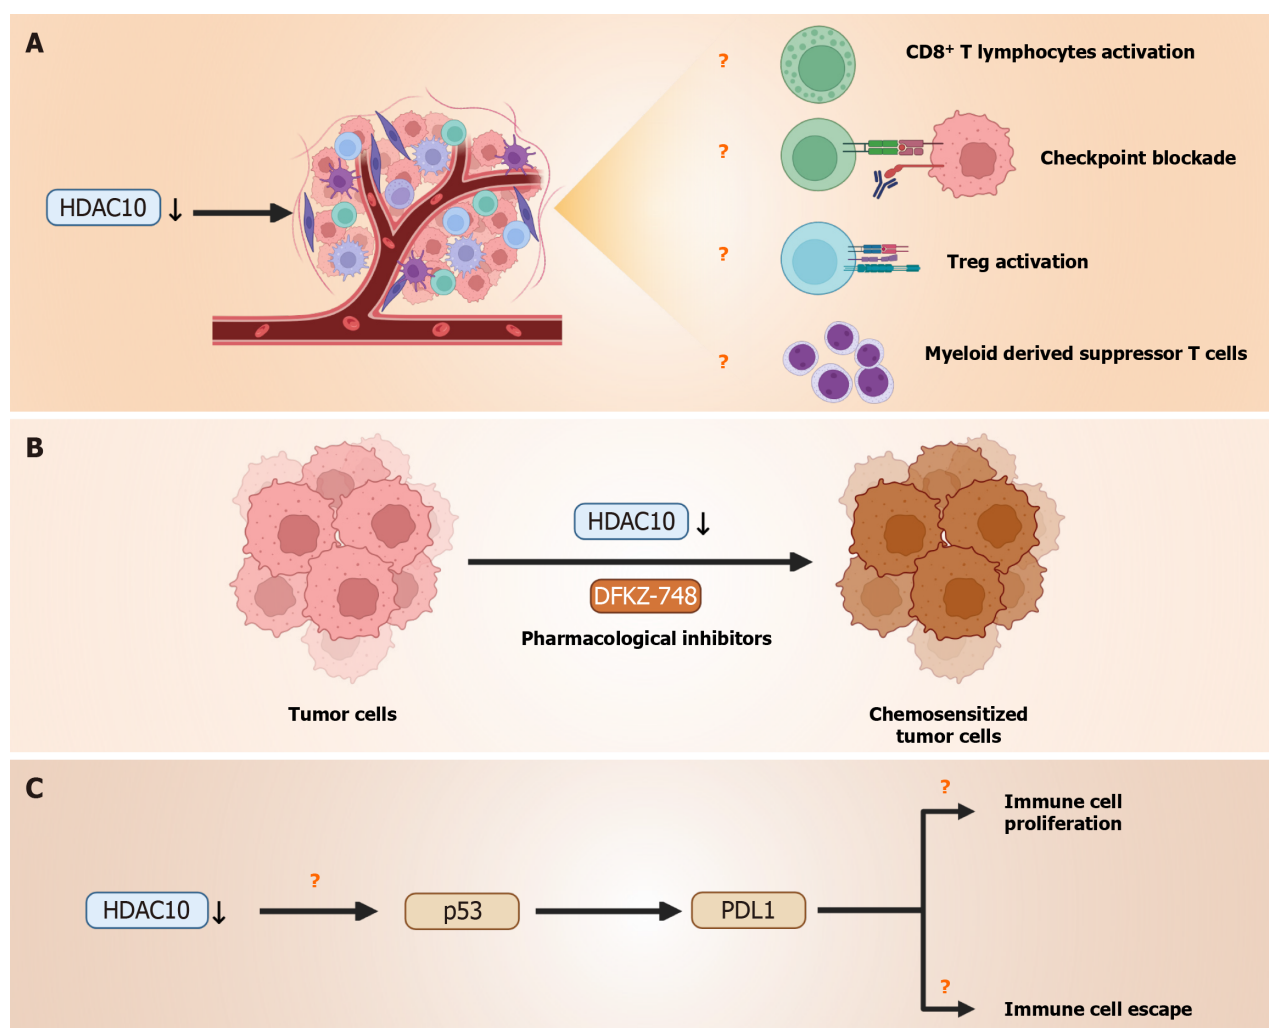 A
?
CD8+ T lymphocytes activation
?
Checkpoint blockade
HDAC10 ↓
?
Treg activation
?
Myeloid derived suppressor T cells
B
HDAC10 ↓
DFKZ-748
Pharmacological inhibitors
Tumor cells
Chemosensitized
tumor cells
C
?
Immune cell
proliferation
?
HDAC10 ↓
p53
PDL1
?
Immune cell escape